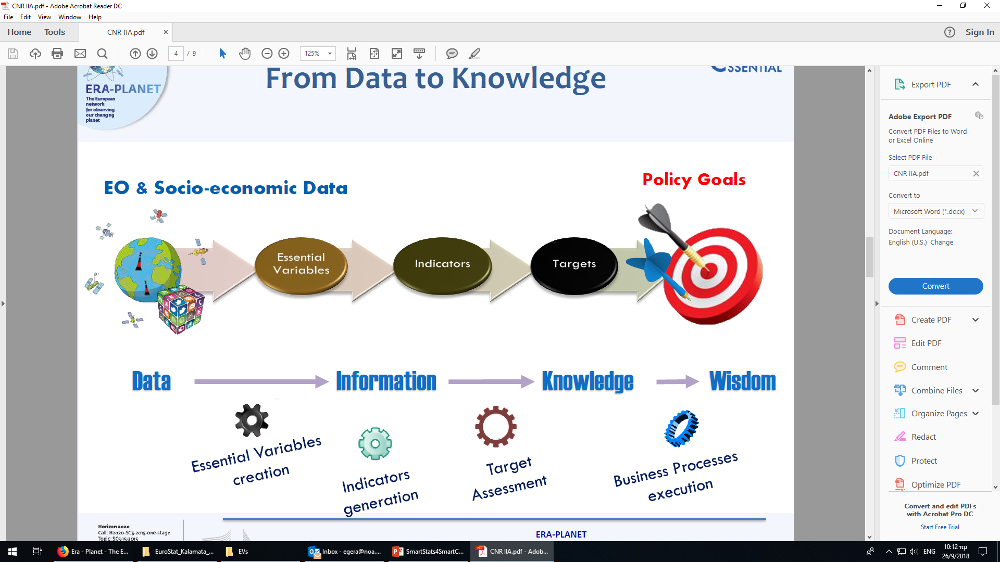 CNR IIA.pdf - Adobe Acrobat Reader DC
File Edit View Window Help
Home Tools CNR IIA.pdf Sign In
4 / 9 125%
From Data to Knowledge
ESSENTIAL
ERA-PLANET
The European
network
for observing
our changing
planet
EO & Socio-economic Data
Policy Goals
Essential
Variables
Indicators
Targets
Data Information Knowledge Wisdom
Essential Variables
creation
Indicators
generation
Target
Assessment
Business Processes
execution
Horizon 2020
Call: H2020-SC5-2015-one-stage
Topic: SC5-15-2015
ERA-PLANET
Export PDF
Adobe Export PDF
Convert PDF Files to Word
or Excel Online
Select PDF File
CNR IIA.pdf
Convert to
Microsoft Word (*.docx)
Document Language:
English (U.S.) Change
Convert
Create PDF
Edit PDF
Comment
Combine Files
Organize Pages
Redact
Protect
Optimize PDF
Convert and edit PDFs
with Acrobat Pro DC
Start Free Trial
Era - Planet - The E... EuroStat_Kalamata_... EVs Inbox - egera@noa.... SmartStats4SmartC... CNR IIA.pdf - Adob... ENG 10:12 πμ
26/9/2018